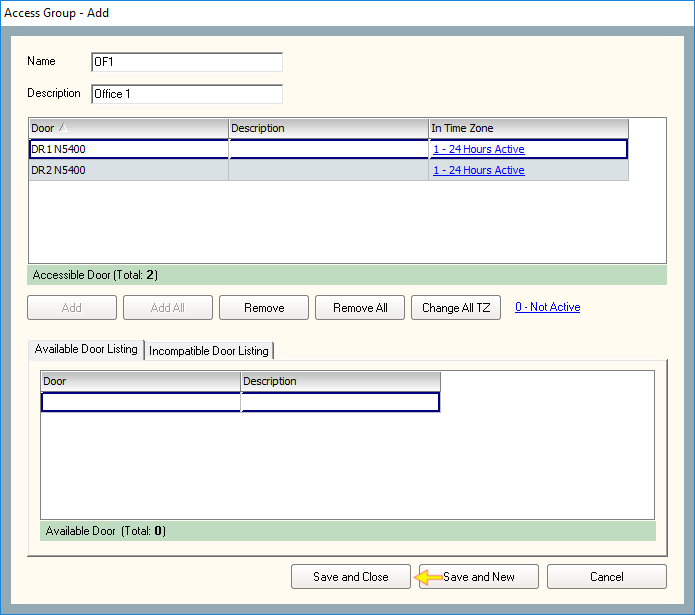 Access Group - Add
Name OF1
Description Office 1
Door Description In Time Zone
DR1 N5400 1 - 24 Hours Active
DR2 N5400 1 - 24 Hours Active
Accessible Door (Total: 2)
Add Add All Remove Remove All Change All TZ 0 - Not Active
Available Door Listing Incompatible Door Listing
Door Description
Available Door (Total: 0)
Save and Close Save and New Cancel